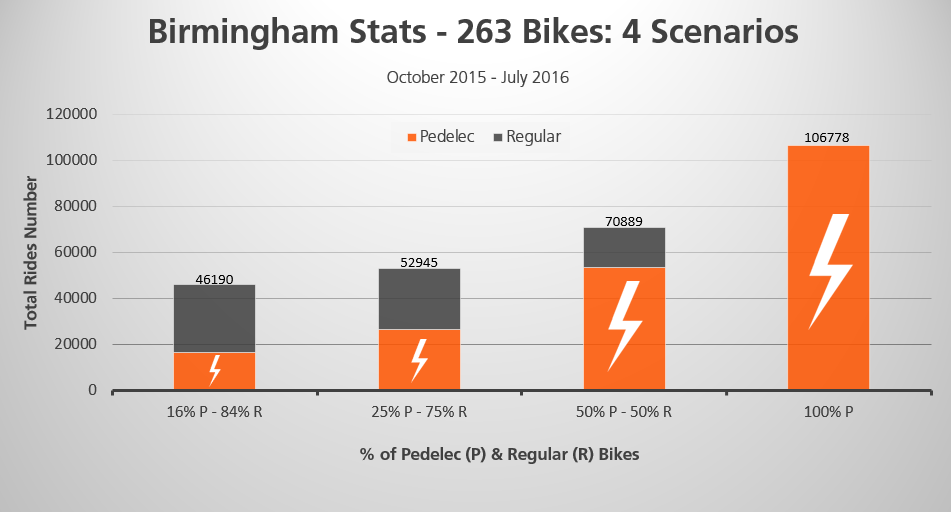 Birmingham Stats - 263 Bikes: 4 Scenarios
October 2015 - July 2016
Pedelec Regular
Total Rides Number
120000
100000
80000
60000
40000
20000
0
46190
52945
70889
106778
16% P - 84% R
25% P - 75% R
50% P - 50% R
100% P
% of Pedelec (P) & Regular (R) Bikes